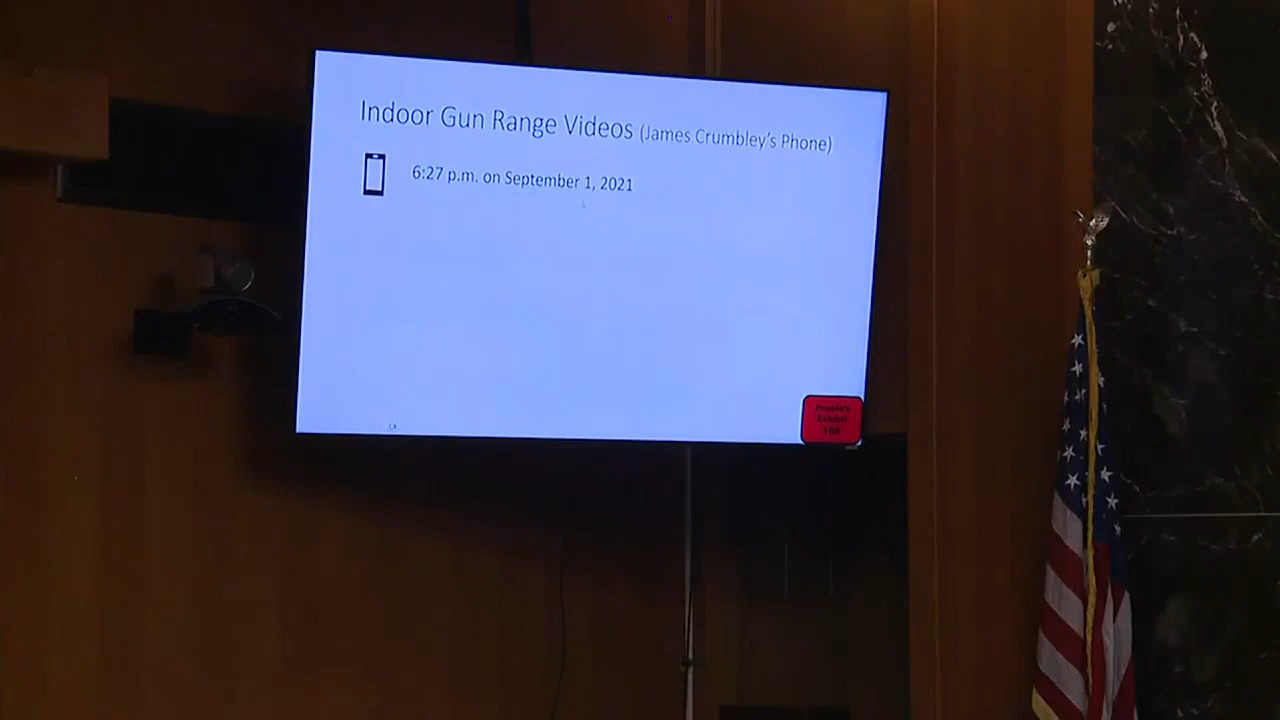 Indoor Gun Range Videos (James Crumbley's Phone)
6:27 p.m. on September 1, 2021
People's
Exhibit